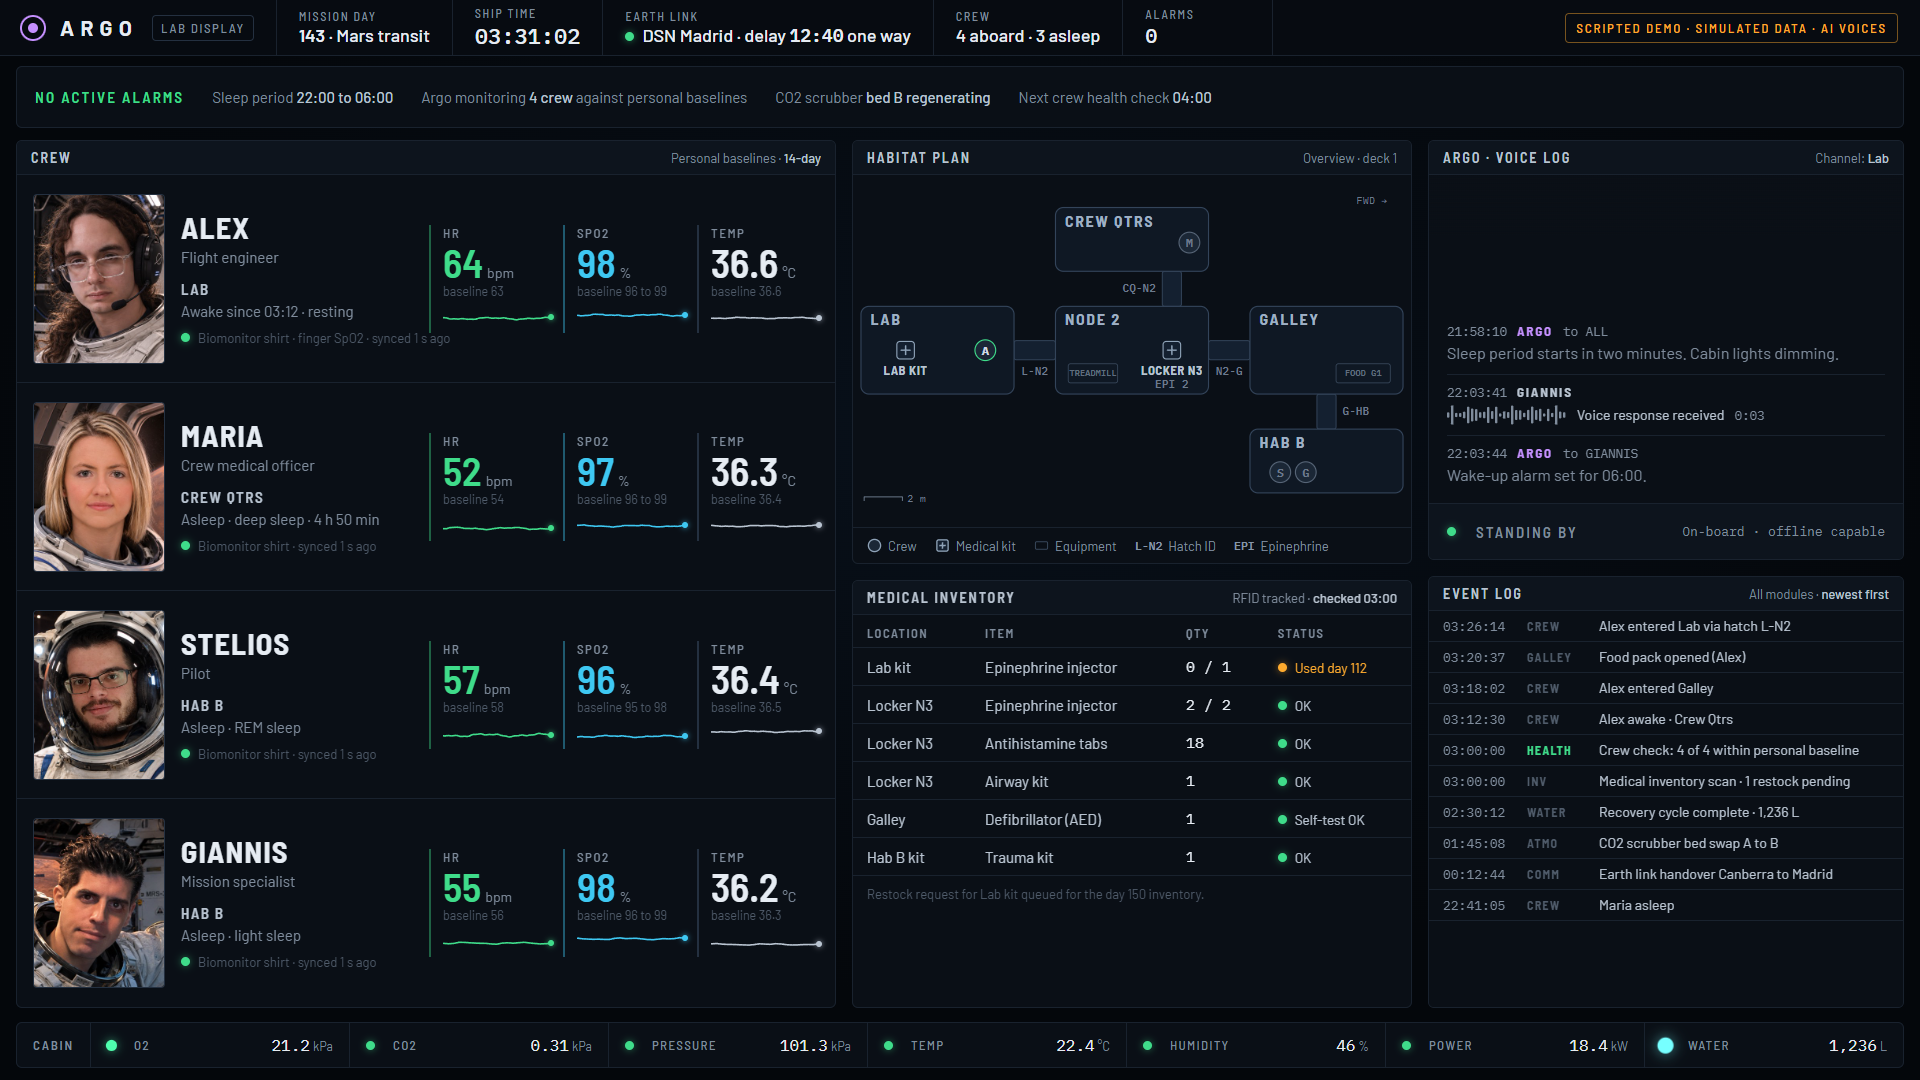 ARGO
LAB DISPLAY
MISSION DAY
143 · Mars transit
SHIP TIME
03:31:02
EARTH LINK
DSN Madrid · delay 12:40 one way
CREW
4 aboard · 3 asleep
ALARMS
0
SCRIPTED DEMO · SIMULATED DATA · AI VOICES
NO ACTIVE ALARMS
Sleep period 22:00 to 06:00
Argo monitoring 4 crew against personal baselines
CO2 scrubber bed B regenerating
Next crew health check 04:00
CREW
Personal baselines · 14-day
ALEX
Flight engineer
LAB
Awake since 03:12 · resting
Biomonitor shirt · finger SpO2 · synced 1 s ago
HR
64 bpm
baseline 63
SPO2
98 %
baseline 96 to 99
TEMP
36.6 °C
baseline 36.6
MARIA
Crew medical officer
CREW QTRS
Asleep · deep sleep · 4 h 50 min
Biomonitor shirt · synced 1 s ago
HR
52 bpm
baseline 54
SPO2
97 %
baseline 96 to 99
TEMP
36.3 °C
baseline 36.4
STELIOS
Pilot
HAB B
Asleep · REM sleep
Biomonitor shirt · synced 1 s ago
HR
57 bpm
baseline 58
SPO2
96 %
baseline 95 to 98
TEMP
36.4 °C
baseline 36.5
GIANNIS
Mission specialist
HAB B
Asleep · light sleep
Biomonitor shirt · synced 1 s ago
HR
55 bpm
baseline 56
SPO2
98 %
baseline 96 to 99
TEMP
36.2 °C
baseline 36.3
HABITAT PLAN
Overview · deck 1
FWD →
CREW QTRS
M
CQ-N2
LAB
A
LAB KIT
L-N2
NODE 2
TREADMILL
LOCKER N3
EPI 2
N2-G
GALLEY
FOOD G1
G-HB
HAB B
S G
2 m
Crew
Medical kit
Equipment
L-N2 Hatch ID
EPI Epinephrine
MEDICAL INVENTORY
RFID tracked · checked 03:00
LOCATION ITEM QTY STATUS
Lab kit Epinephrine injector 0 / 1 Used day 112
Locker N3 Epinephrine injector 2 / 2 OK
Locker N3 Antihistamine tabs 18 OK
Locker N3 Airway kit 1 OK
Galley Defibrillator (AED) 1 Self-test OK
Hab B kit Trauma kit 1 OK
Restock request for Lab kit queued for the day 150 inventory.
ARGO · VOICE LOG
Channel: Lab
21:58:10 ARGO to ALL
Sleep period starts in two minutes. Cabin lights dimming.
22:03:41 GIANNIS
Voice response received 0:03
22:03:44 ARGO to GIANNIS
Wake-up alarm set for 06:00.
STANDING BY
On-board · offline capable
EVENT LOG
All modules · newest first
03:26:14 CREW Alex entered Lab via hatch L-N2
03:20:37 GALLEY Food pack opened (Alex)
03:18:02 CREW Alex entered Galley
03:12:30 CREW Alex awake · Crew Qtrs
03:00:00 HEALTH Crew check: 4 of 4 within personal baseline
03:00:00 INV Medical inventory scan · 1 restock pending
02:30:12 WATER Recovery cycle complete · 1,236 L
01:45:08 ATMO CO2 scrubber bed swap A to B
00:12:44 COMM Earth link handover Canberra to Madrid
22:41:05 CREW Maria asleep
CABIN
O2 21.2 kPa
CO2 0.31 kPa
PRESSURE 101.3 kPa
TEMP 22.4 °C
HUMIDITY 46 %
POWER 18.4 kW
WATER 1,236 L